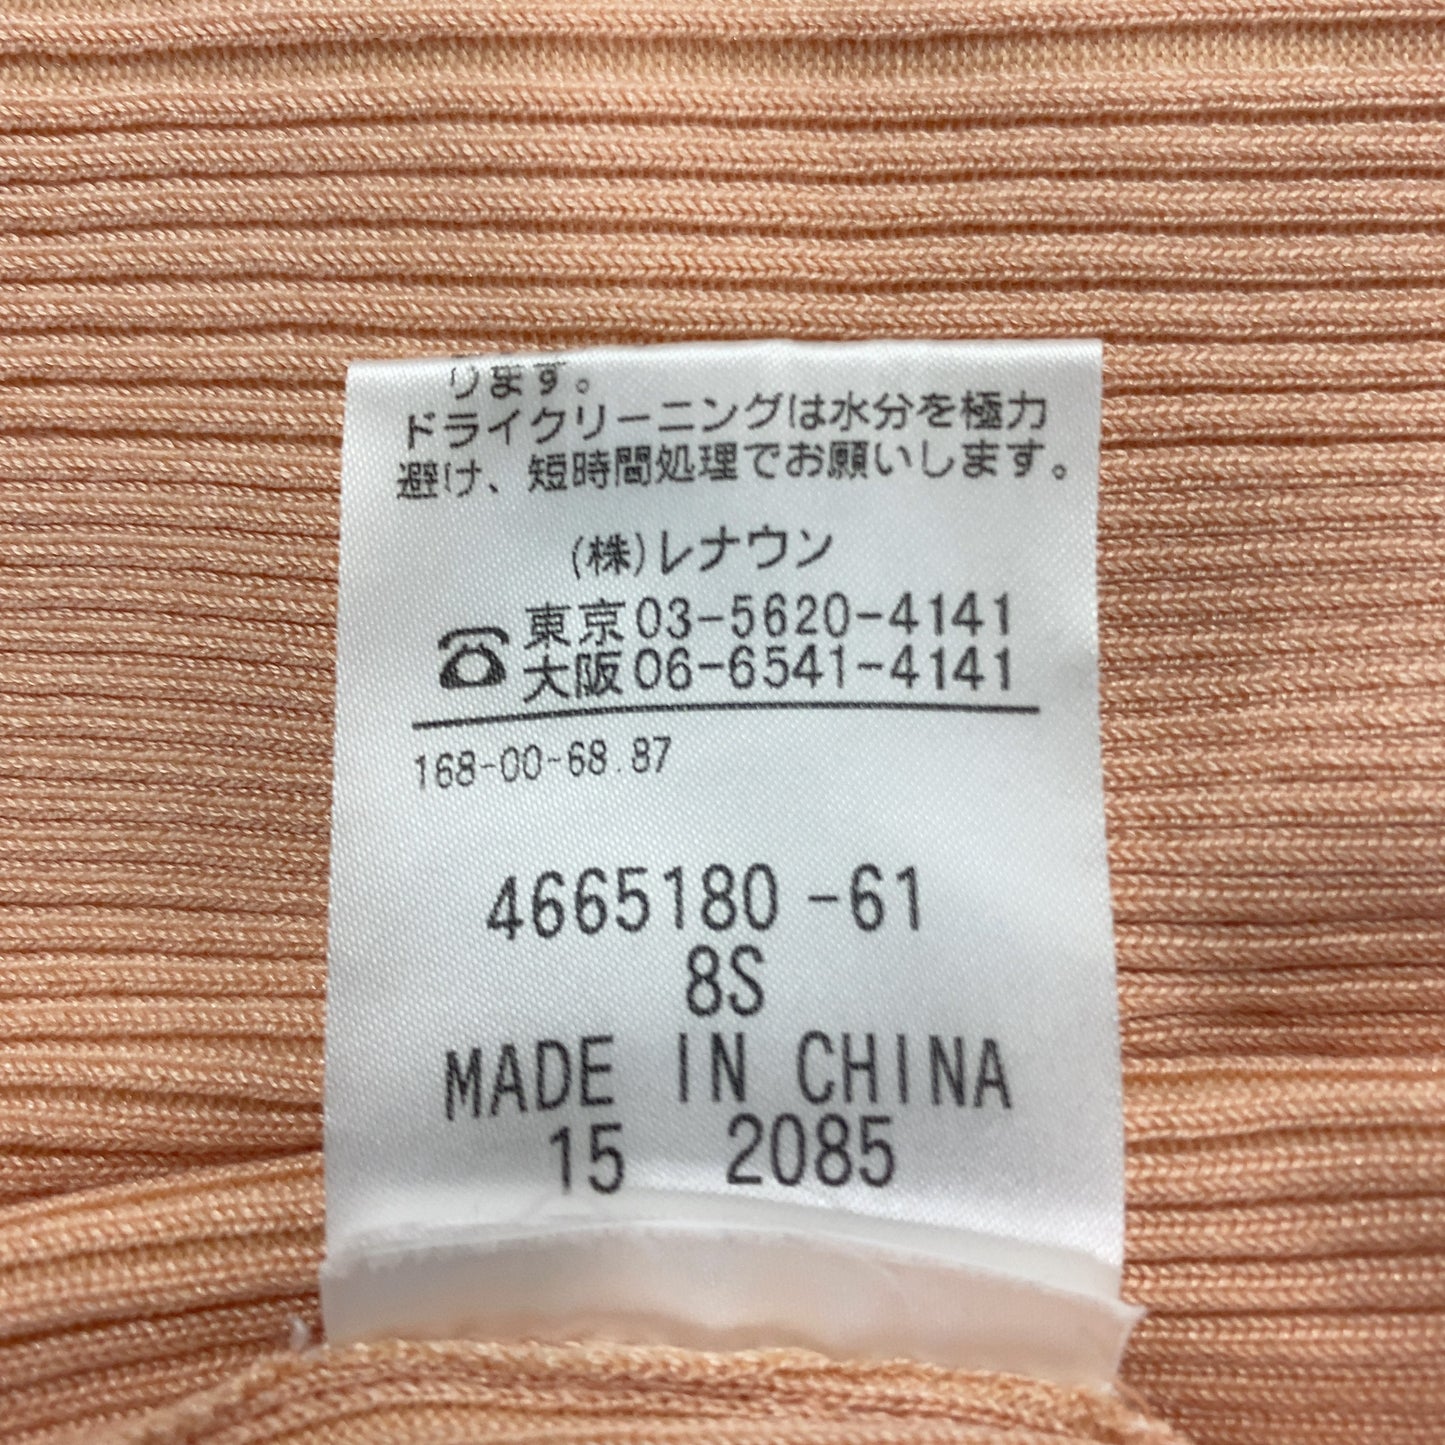 ります。
ドライクリーニングは水分を極力
避け、短時間処理でお願いします。
(株)レナウン
☎東京03-5620-4141
大阪06-6541-4141
168-00-68.87
4665180-61
8S
MADE IN CHINA
15 2085